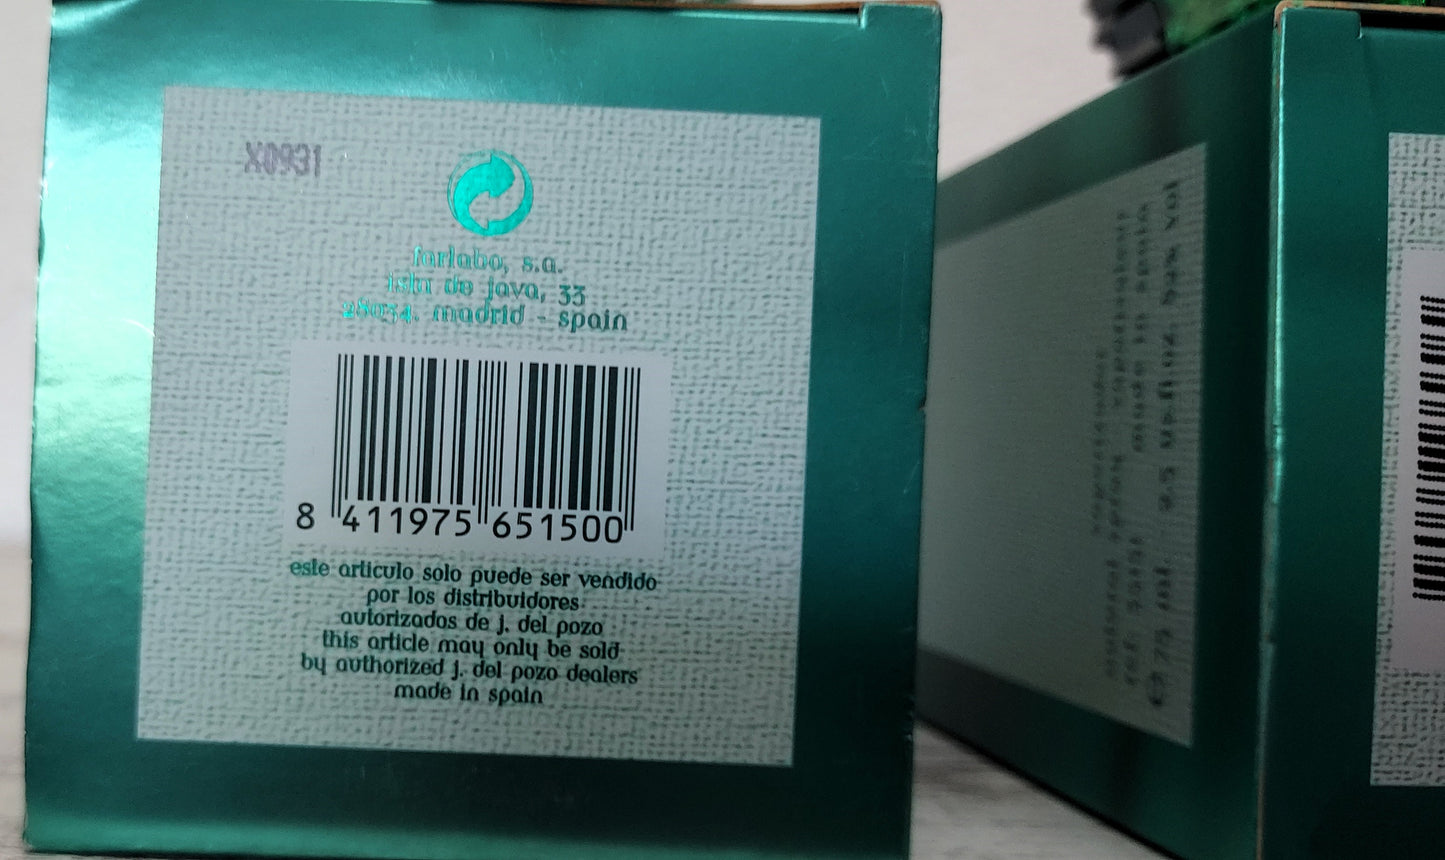 X0931
farlabo, s.a.
isla de java, 33
28034. madrid - spain
8 411975 651500
este articulo solo puede ser vendido
por los distribuidores
autorizados de j. del pozo
this article may only be sold
by authorized j. del pozo dealers
made in spain